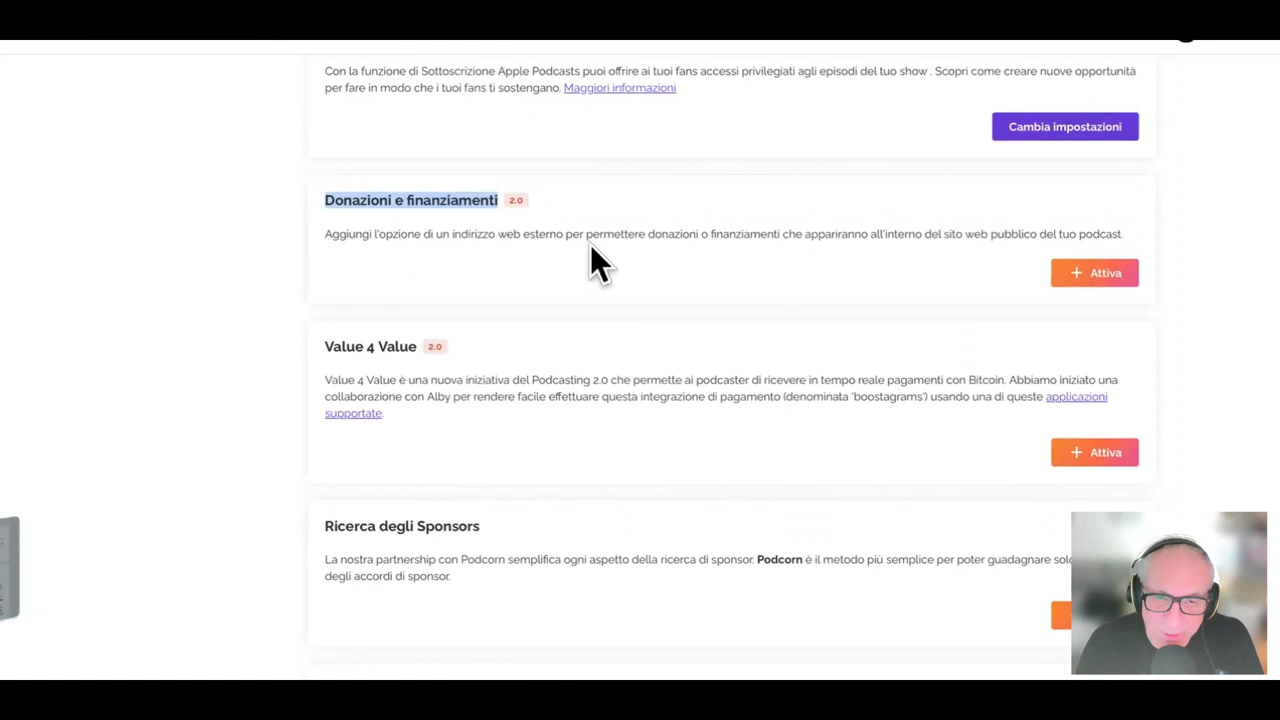 Con la funzione di Sottoscrizione Apple Podcasts puoi offrire ai tuoi fans accessi privilegiati agli episodi del tuo show . Scopri come creare nuove opportunità
per fare in modo che i tuoi fans ti sostengano. Maggiori informazioni
Cambia impostazioni
Donazioni e finanziamenti 2.0
Aggiungi l'opzione di un indirizzo web esterno per permettere donazioni o finanziamenti che appariranno all'interno del sito web pubblico del tuo podcast.
+ Attiva
Value 4 Value 2.0
Value 4 Value è una nuova iniziativa del Podcasting 2.0 che permette ai podcaster di ricevere in tempo reale pagamenti con Bitcoin. Abbiamo iniziato una
collaborazione con Alby per rendere facile effettuare questa integrazione di pagamento (denominata 'boostagrams') usando una di queste applicazioni
supportate.
+ Attiva
Ricerca degli Sponsors
La nostra partnership con Podcorn semplifica ogni aspetto della ricerca di sponsor. Podcorn è il metodo più semplice per poter guadagnare
degli accordi di sponsor.